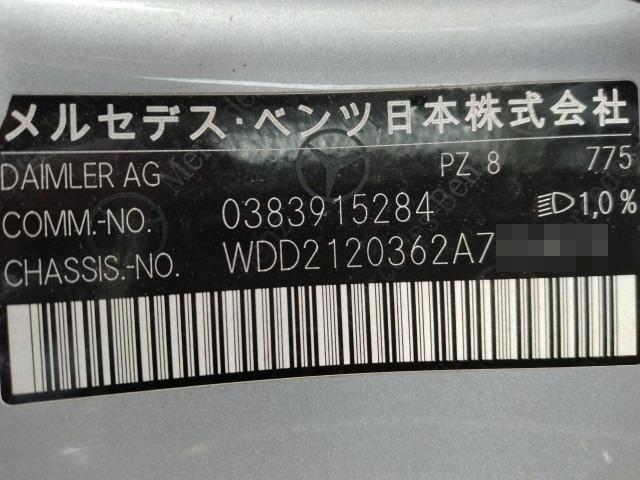 メルセデス・ベンツ日本株式会社
DAIMLER AG PZ 8 775
COMM.-NO. 0383915284 1,0%
CHASSIS.-NO. WDD2120362A7